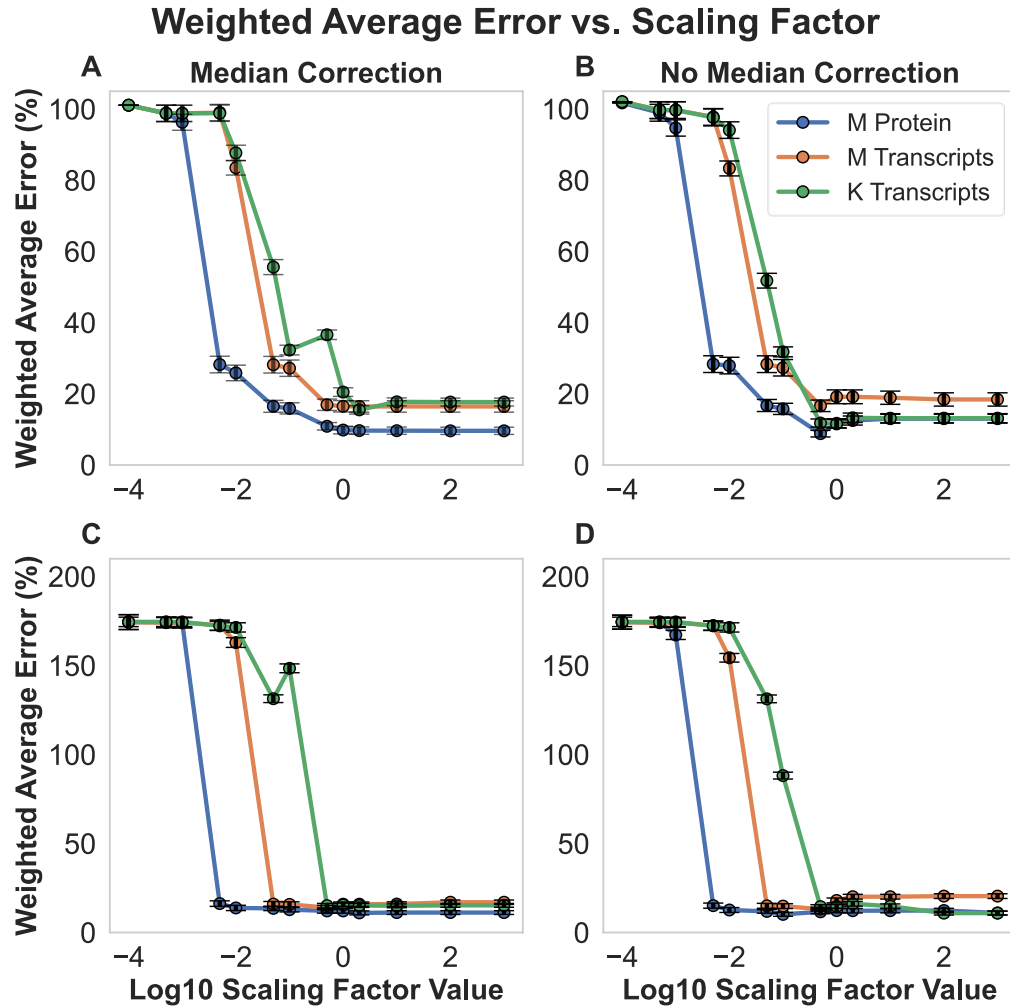 Weighted Average Error vs. Scaling Factor
A
Median Correction
B
No Median Correction
Weighted Average Error (%)
100
80
60
40
20
0
−4
−2
0
2
100
80
60
40
20
0
−4
−2
0
2
M Protein
M Transcripts
K Transcripts
C
D
Weighted Average Error (%)
200
150
100
50
0
−4
−2
0
2
Log10 Scaling Factor Value
200
150
100
50
0
−4
−2
0
2
Log10 Scaling Factor Value